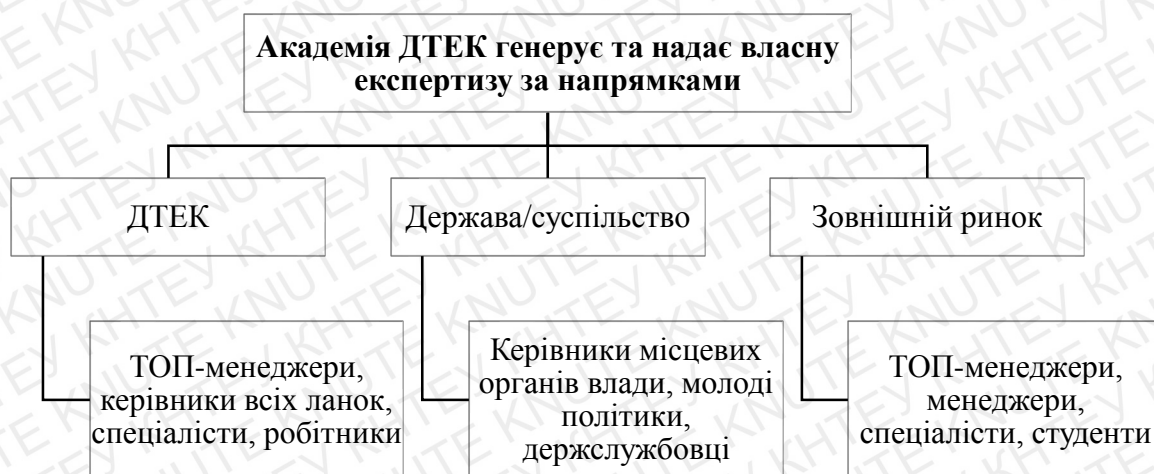 Академія ДТЕК генерує та надає власну
експертизу за напрямками
ДТЕК
Держава/суспільство
Зовнішній ринок
ТОП-менеджери,
керівники всіх ланок,
спеціалісти, робітники
Керівники місцевих
органів влади, молоді
політики,
держслужбовці
ТОП-менеджери,
менеджери,
спеціалісти, студенти